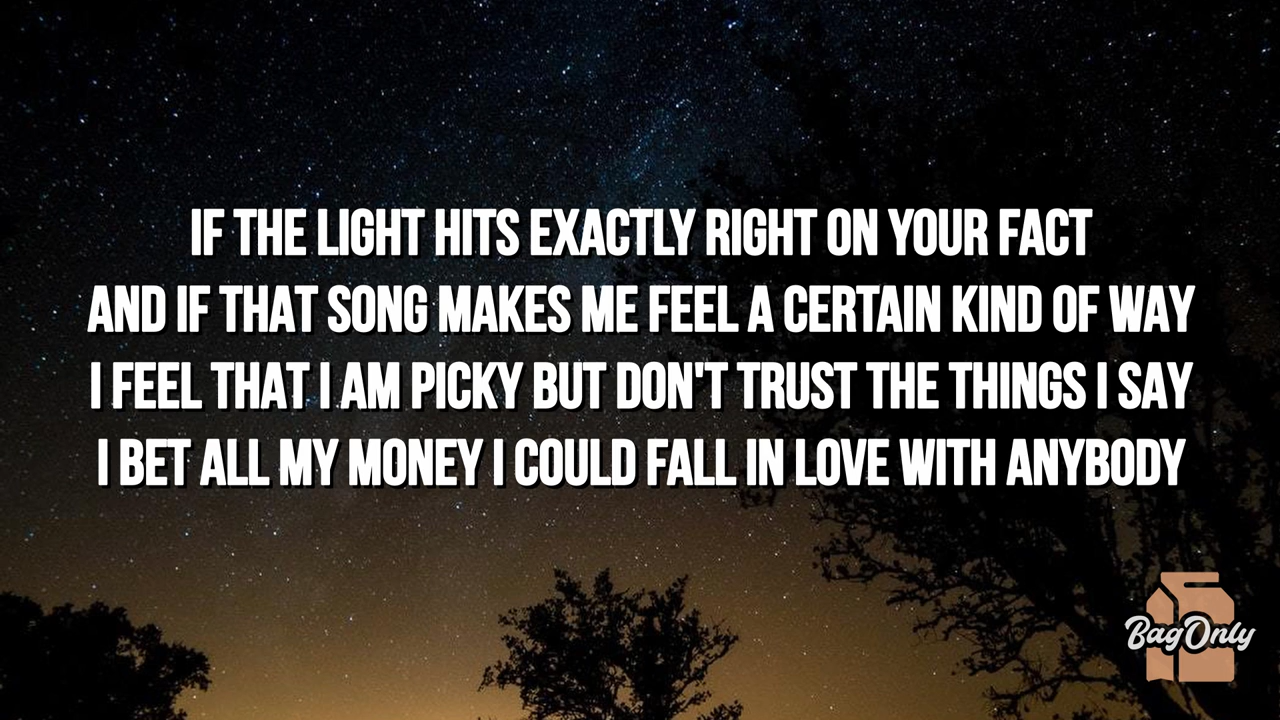 IF THE LIGHT HITS EXACTLY RIGHT ON YOUR FACT
AND IF THAT SONG MAKES ME FEEL A CERTAIN KIND OF WAY
I FEEL THAT I AM PICKY BUT DON'T TRUST THE THINGS I SAY
I BET ALL MY MONEY I COULD FALL IN LOVE WITH ANYBODY
BagOnly